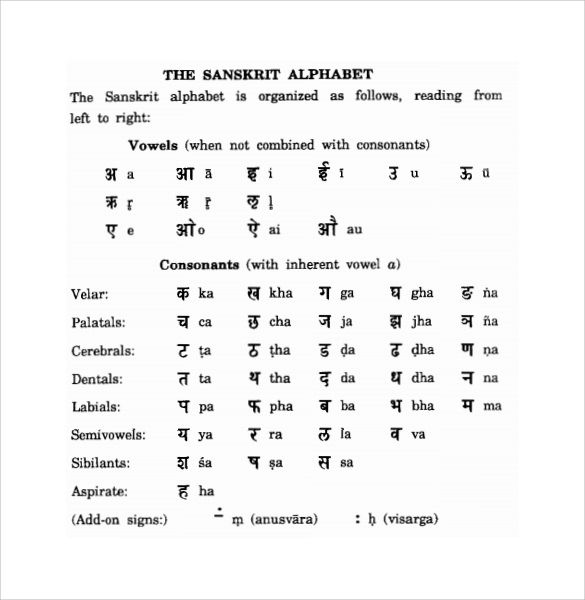 THE SANSKRIT ALPHABET
The Sanskrit alphabet is organized as follows, reading from
left to right:
Vowels (when not combined with consonants)
अ a आ ā इ i ई ī उ u ऊ ū
ऋ ṛ ॠ ṝ ऌ ḷ
ए e ओ o ऐ ai औ au
Consonants (with inherent vowel a)
Velar: क ka ख kha ग ga घ gha ङ ṅa
Palatals: च ca छ cha ज ja झ jha ञ ña
Cerebrals: ट ṭa ठ ṭha ड ḍa ढ ḍha ण ṇa
Dentals: त ta थ tha द da ध dha न na
Labials: प pa फ pha ब ba भ bha म ma
Semivowels: य ya र ra ल la व va
Sibilants: श śa ष ṣa स sa
Aspirate: ह ha
(Add-on signs:) ∸ ṃ (anusvāra) : ḥ (visarga)